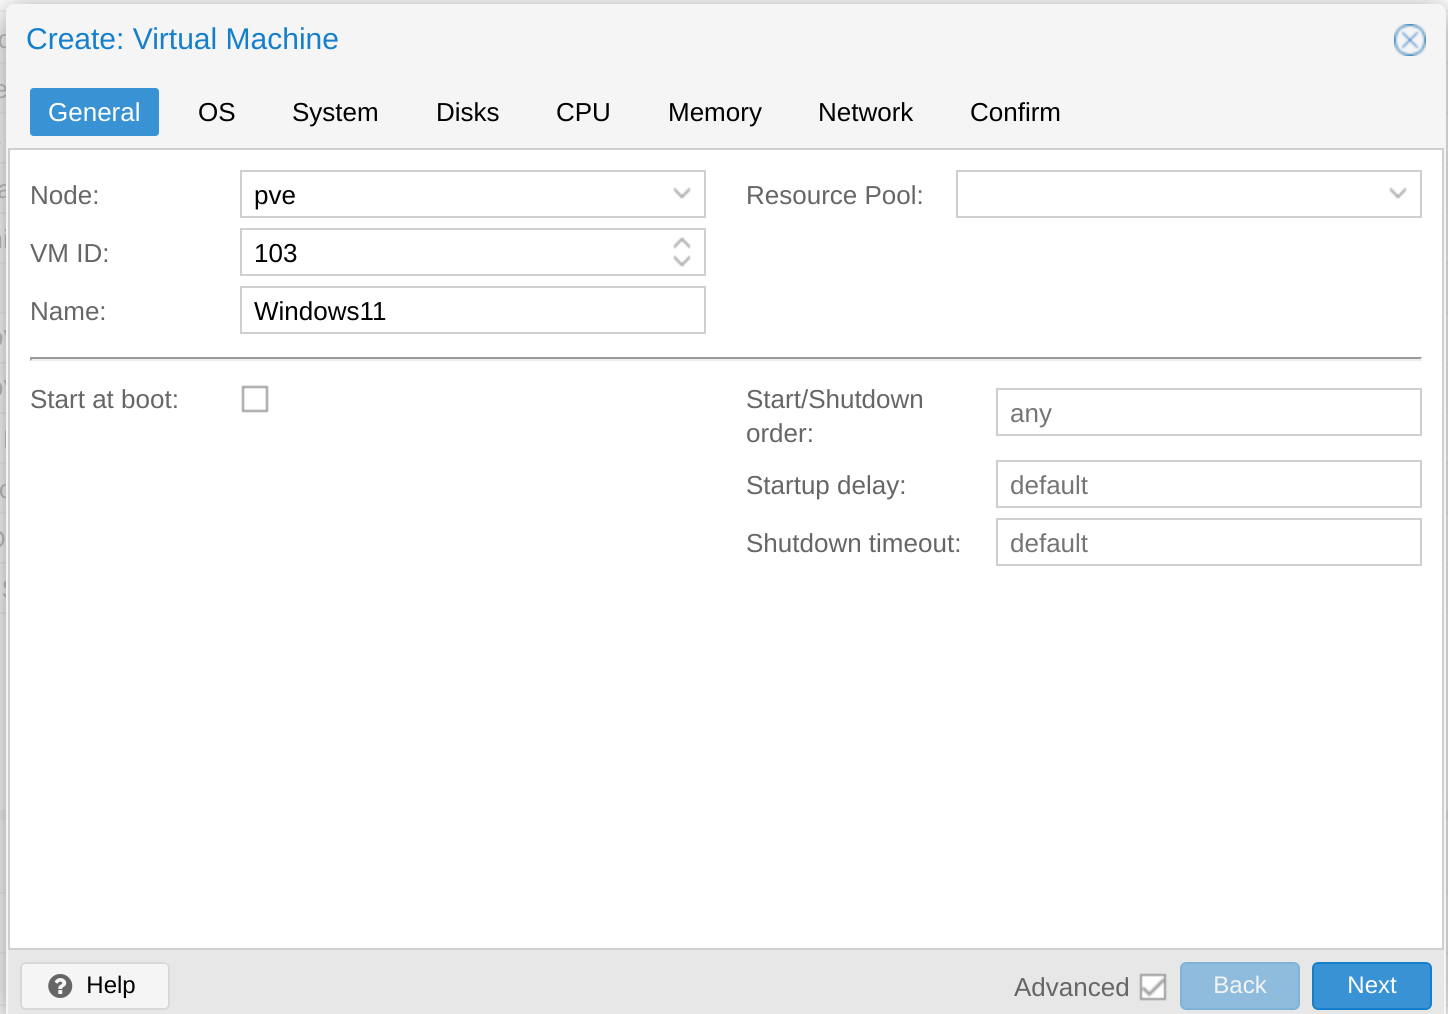 Create: Virtual Machine
General OS System Disks CPU Memory Network Confirm
Node: pve Resource Pool:
VM ID: 103
Name: Windows11
Start at boot: Start/Shutdown order: any
Startup delay: default
Shutdown timeout: default
? Help Advanced Back Next